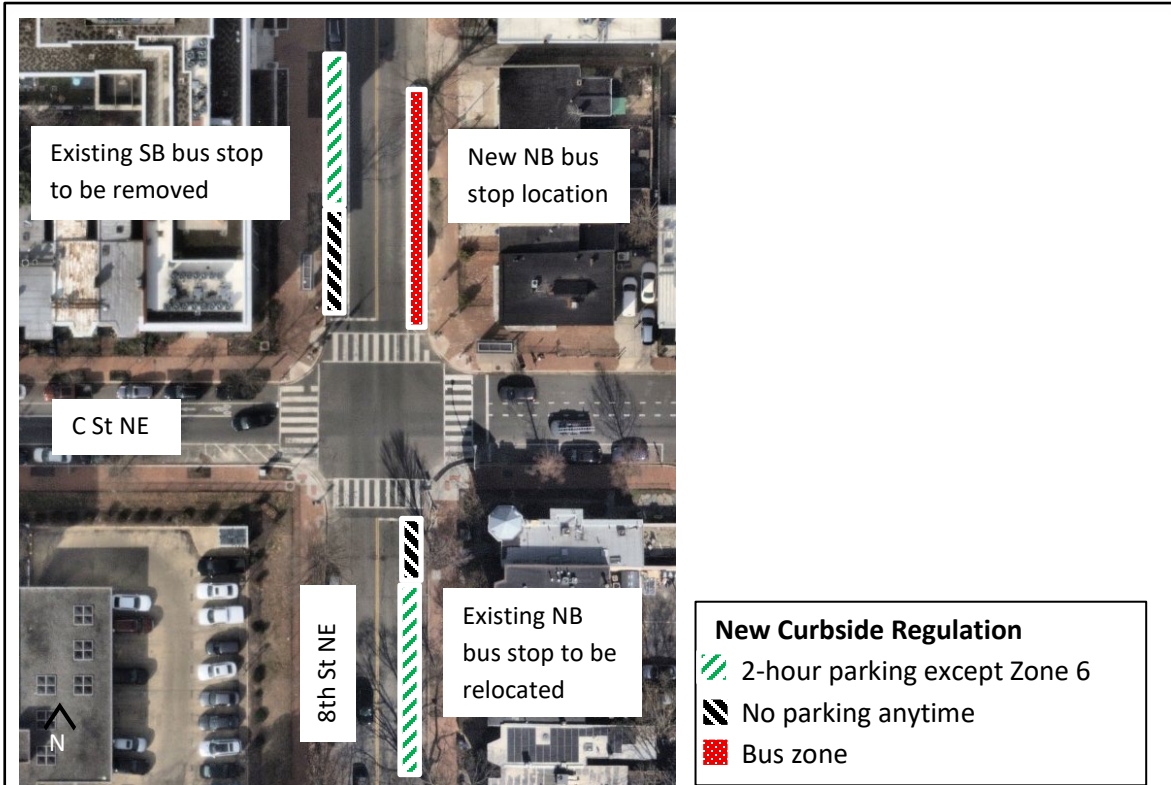 Existing SB bus stop
to be removed
New NB bus
stop location
C St NE
8th St NE
Existing NB
bus stop to be
relocated
N
New Curbside Regulation
2-hour parking except Zone 6
No parking anytime
Bus zone